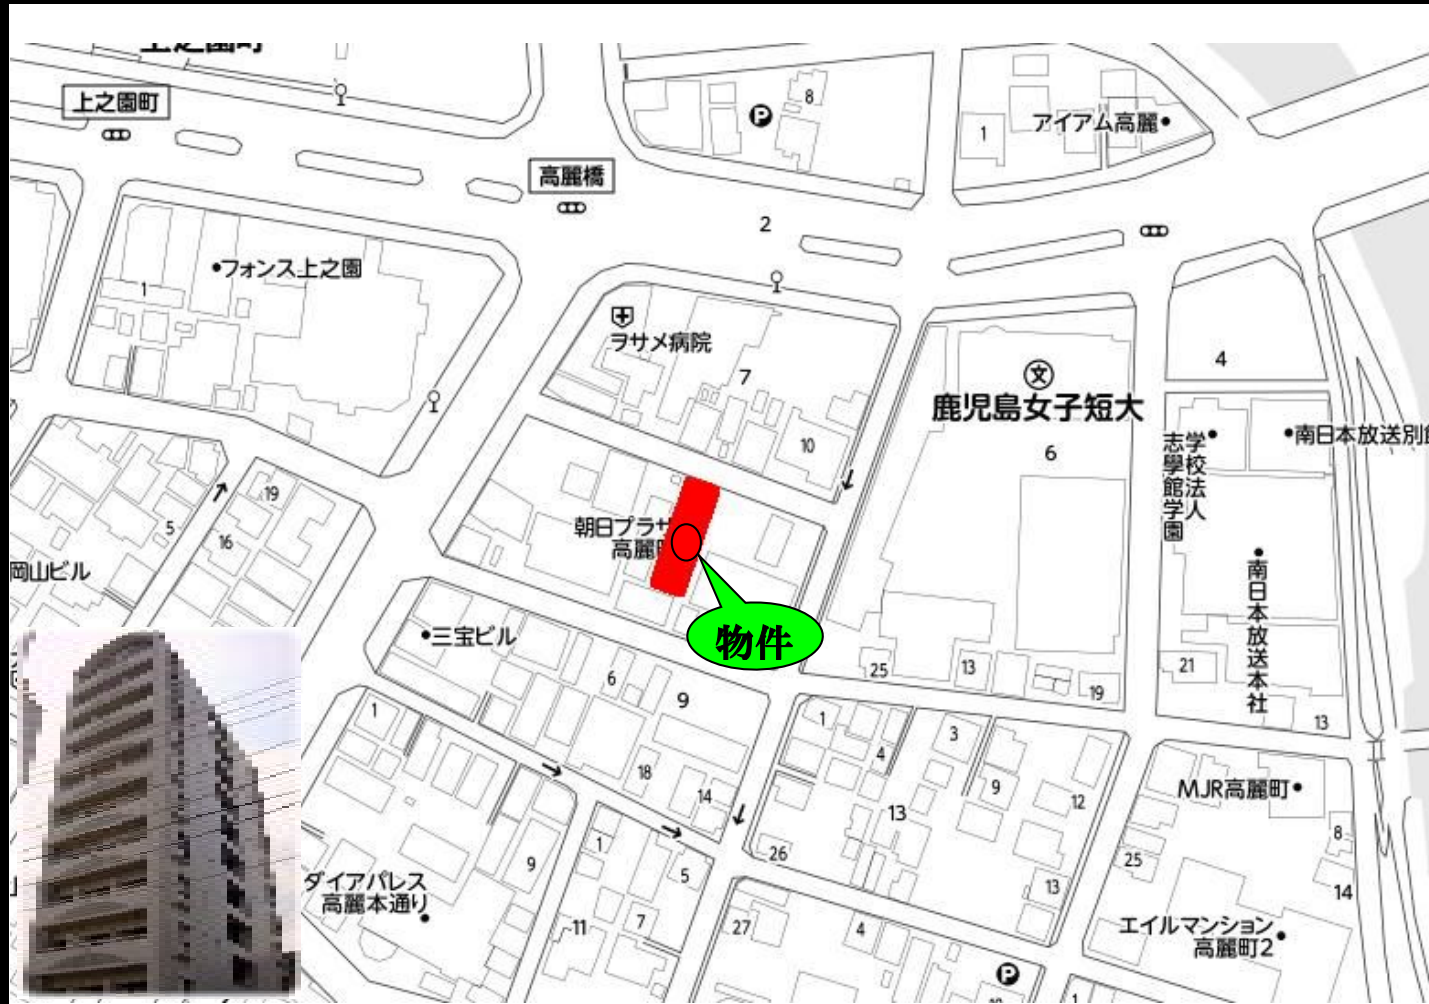 上之園町
上之園町
高麗橋
8
1
アイアム高麗
2
フォンス上之園
1
ヲサメ病院
7
10
文
鹿児島女子短大
6
4
学校法人
志學館学園
南日本放送別館
南日本放送本社
19
16
5
岡山ビル
朝日プラザ
高麗町
物件
三宝ビル
6
9
18
14
25
13
19
21
13
1
1
4
3
9
12
13
26
13
MJR高麗町
8
25
14
ダイアパレス
高麗本通り
9
1
5
7
11
27
4
P
P
エイルマンション
高麗町2
1